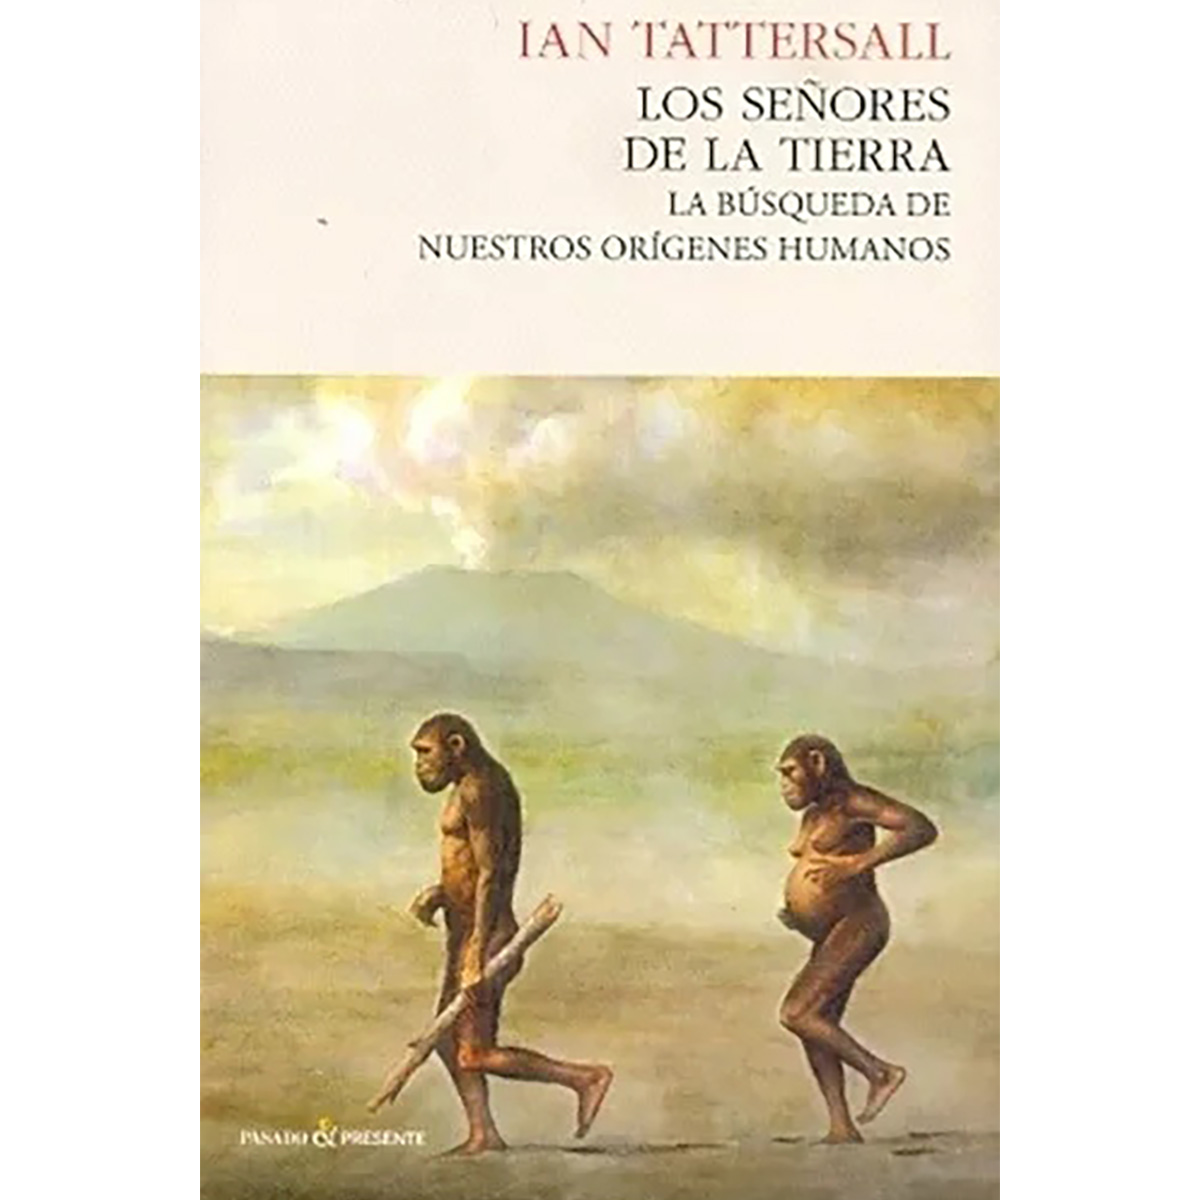 IAN TATTERSALL
LOS SEÑORES
DE LA TIERRA
LA BÚSQUEDA DE
NUESTROS ORÍGENES HUMANOS
PASADO & PRESENTE